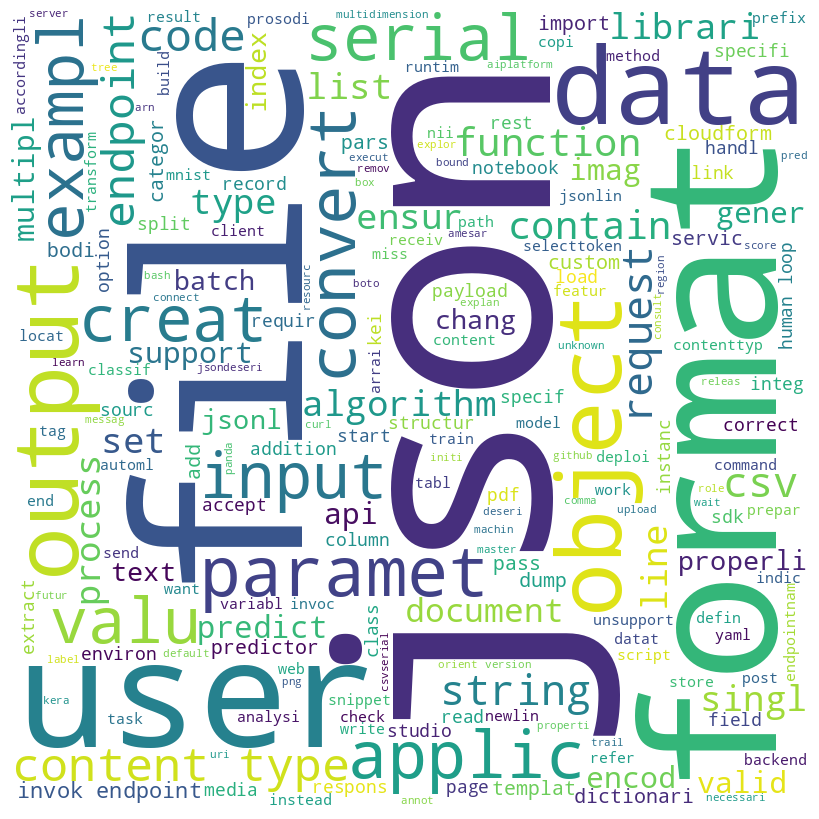 server
result
prosodi
multidimension
import
prefix
accordingli
file
code
serial
librari
copi
method
specifi
exampl
endpoint
build
index
list
runtim
aiplatform
json
data
tree
arn
multipl
transform
categor
mnist
record
type
convert
pars
execut
remov
box
nii
explor
bound
rest
function
notebook
imag
cloudform
handl
link
pred
jsonlin
format
contain
gener
split
client
ensur
path
miss
receiv
amesar
selecttoken
servic
score
bodi
option
bash
connect
batch
resourc
boto
payload
explan
content
custom
load
featur
object
request
region
consult
contenttyp
human loop
output
creat
requir
support
kei
arrai
chang
unknown
locat
learn
classif
messag
jsondeseri
curl
panda
algorithm
structur
specif
releas
integ
sourc
jsonl
set
add
addition
start
train
model
initi
github
deploi
instanc
correct
tag
automl
end
process
input
accept
tabl
pdf
deseri
machin
comma
work
upload
command
role
wait
csv
sdk
prepar
send
api
column
master
line
text
want
paramet
pass
dump
properli
indic
extract
futur
valu
variabl
invoc
document
unsupport
defin
datat
yaml
endpointnam
label
predict
environ
default
predictor
class
csvserial
orient version
script
user
web
png
string
store
post
singl
kera
task
analysi
snippet
check
write
read
newlin
studio
properti
field
trail
refer
backend
uri
content type
applic
encod
valid
invok endpoint
media
instead
respons
annot
page
templat
dictionari
necessari